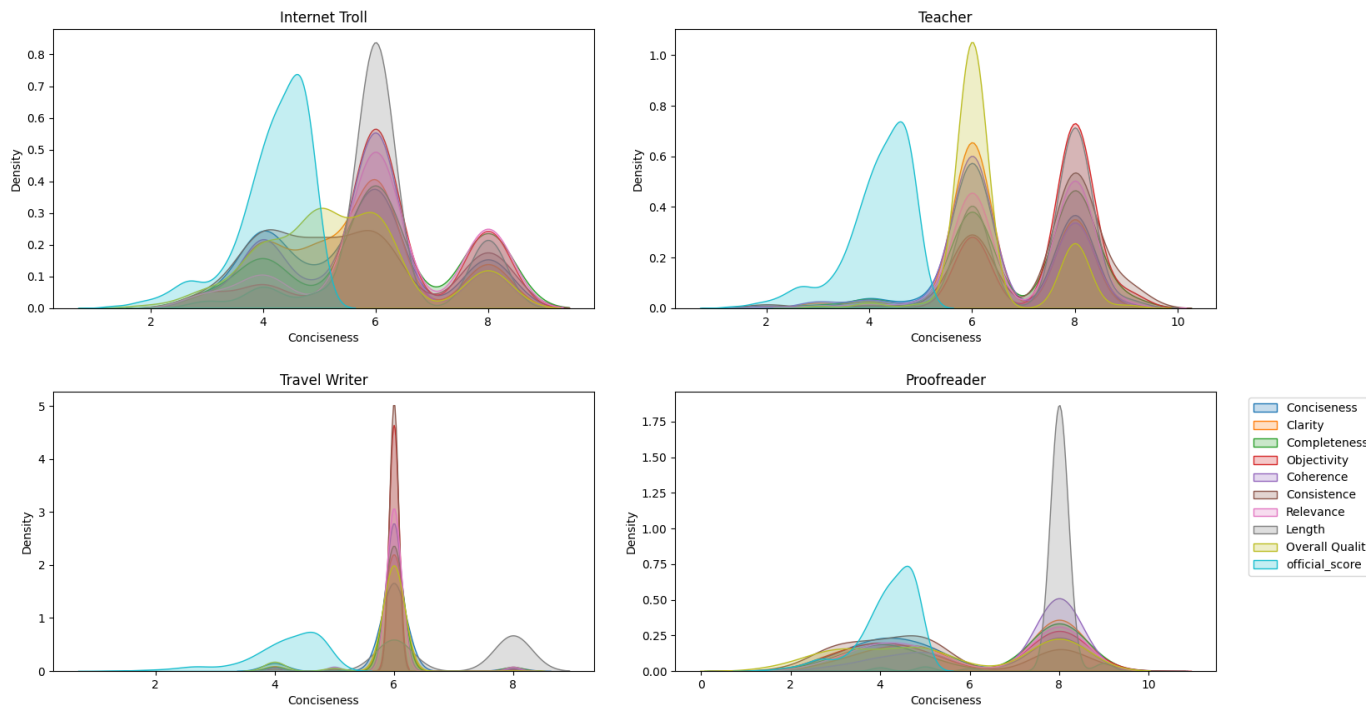 Internet Troll
0.8
0.7
0.6
0.5
0.4
0.3
0.2
0.1
0.0
Density
2 4 6 8
Conciseness
Teacher
1.0
0.8
0.6
0.4
0.2
0.0
Density
2 4 6 8 10
Conciseness
Travel Writer
5
4
3
2
1
0
Density
2 4 6 8
Conciseness
Proofreader
1.75
1.50
1.25
1.00
0.75
0.50
0.25
0.00
Density
0 2 4 6 8 10
Conciseness
Conciseness
Clarity
Completeness
Objectivity
Coherence
Consistence
Relevance
Length
Overall Quality
official_score